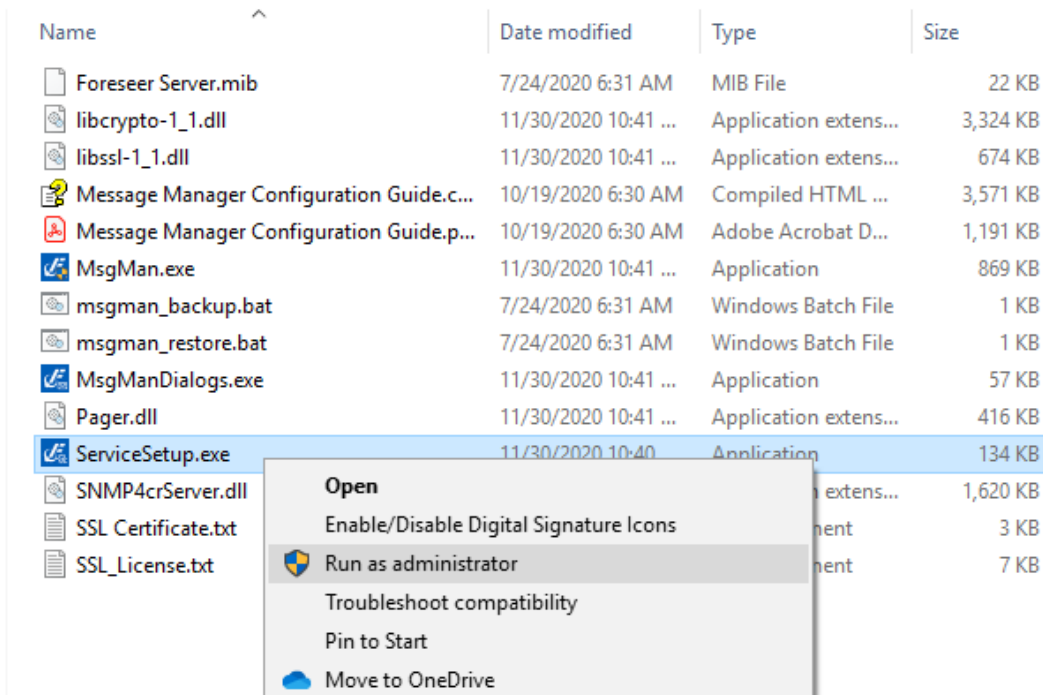 Name Date modified Type Size
Foreseer Server.mib 7/24/2020 6:31 AM MIB File 22 KB
libcrypto-1_1.dll 11/30/2020 10:41 ... Application extens... 3,324 KB
libssl-1_1.dll 11/30/2020 10:41 ... Application extens... 674 KB
Message Manager Configuration Guide.c... 10/19/2020 6:30 AM Compiled HTML ... 3,571 KB
Message Manager Configuration Guide.p... 10/19/2020 6:30 AM Adobe Acrobat D... 1,191 KB
MsgMan.exe 11/30/2020 10:41 ... Application 869 KB
msgman_backup.bat 7/24/2020 6:31 AM Windows Batch File 1 KB
msgman_restore.bat 7/24/2020 6:31 AM Windows Batch File 1 KB
MsgManDialogs.exe 11/30/2020 10:41 ... Application 57 KB
Pager.dll 11/30/2020 10:41 ... Application extens... 416 KB
ServiceSetup.exe 11/30/2020 10:40 Application 134 KB
SNMP4crServer.dll extens... 1,620 KB
Open
SSL Certificate.txt 3 KB
Enable/Disable Digital Signature Icons
SSL_License.txt 7 KB
Run as administrator
Troubleshoot compatibility
Pin to Start
Move to OneDrive